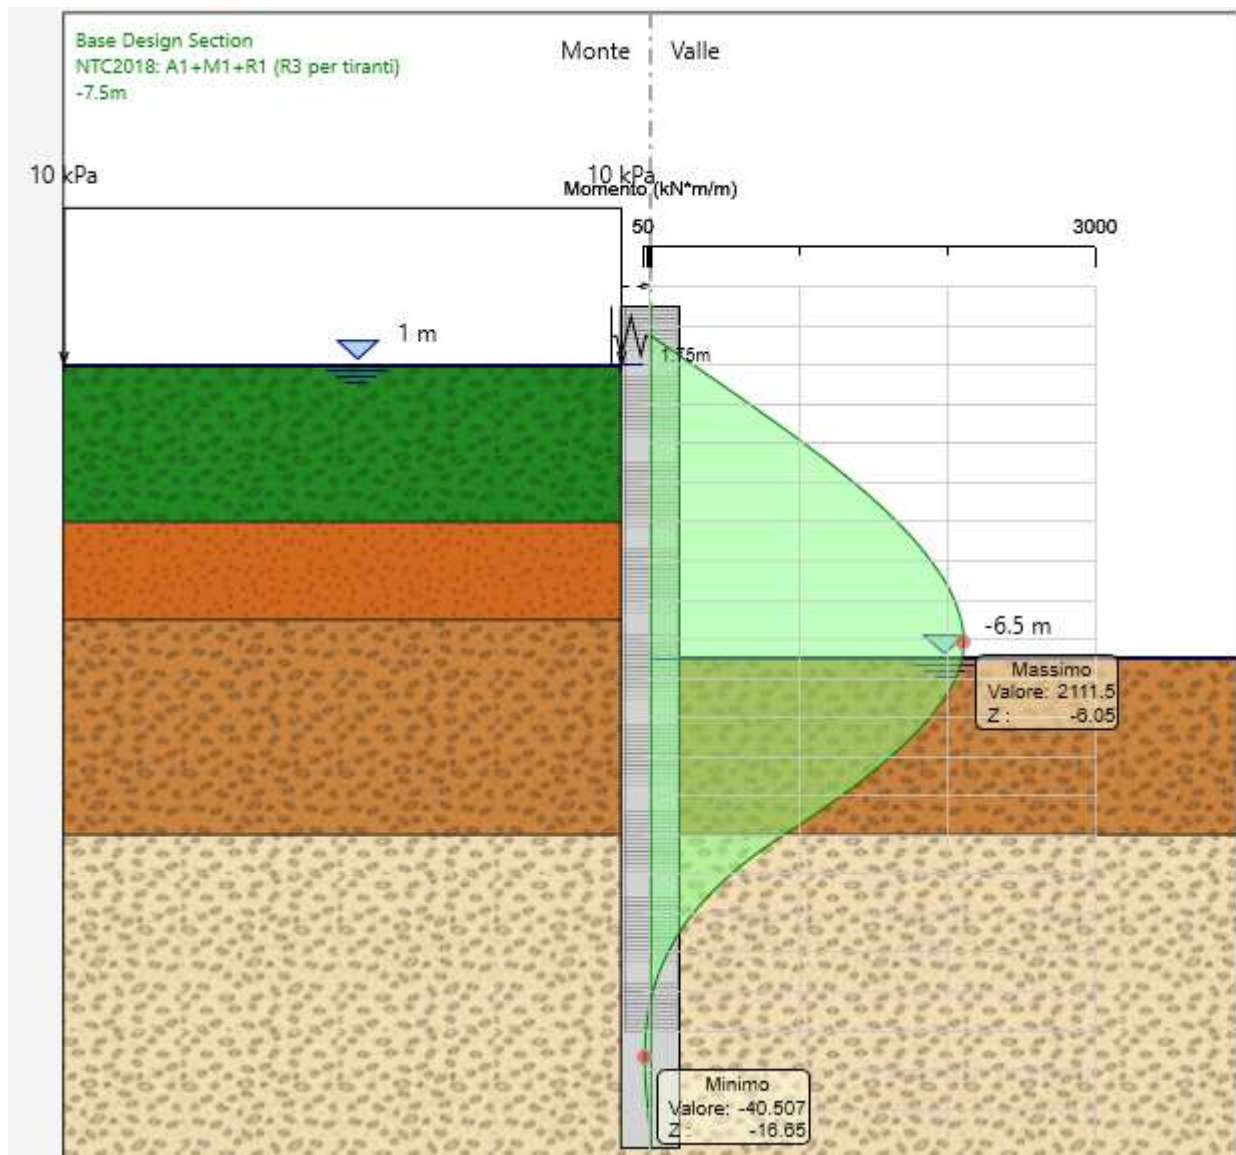 Base Design Section
NTC2018: A1+M1+R1 (R3 per tiranti)
-7.5m
Monte
Valle
10 kPa
10 kPa
Momento (kN*m/m)
50
3000
1 m
1.75m
-6.5 m
Massimo
Valore: 2111.5
Z : -6.05
Minimo
Valore: -40.507
Z : -16.65